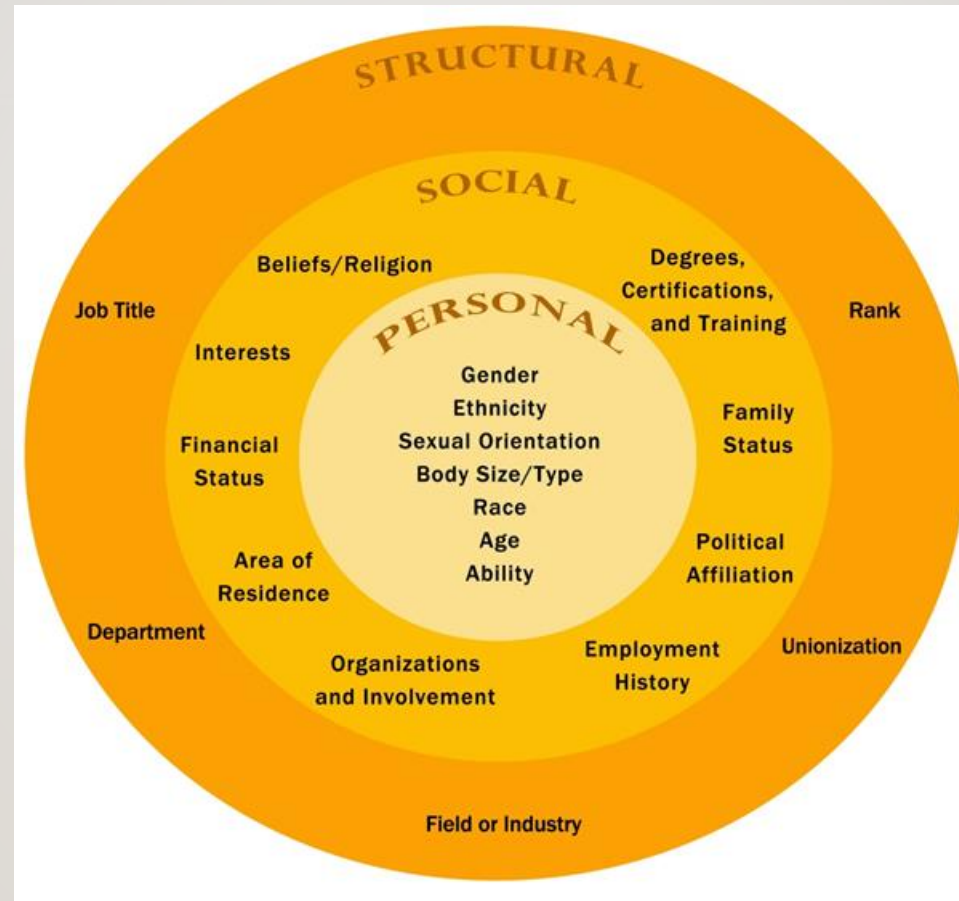 STRUCTURAL
SOCIAL
PERSONAL
Gender
Ethnicity
Sexual Orientation
Body Size/Type
Race
Age
Ability
Beliefs/Religion
Interests
Financial
Status
Area of
Residence
Organizations
and Involvement
Employment
History
Political
Affiliation
Family
Status
Degrees,
Certifications,
and Training
Job Title
Department
Field or Industry
Unionization
Rank